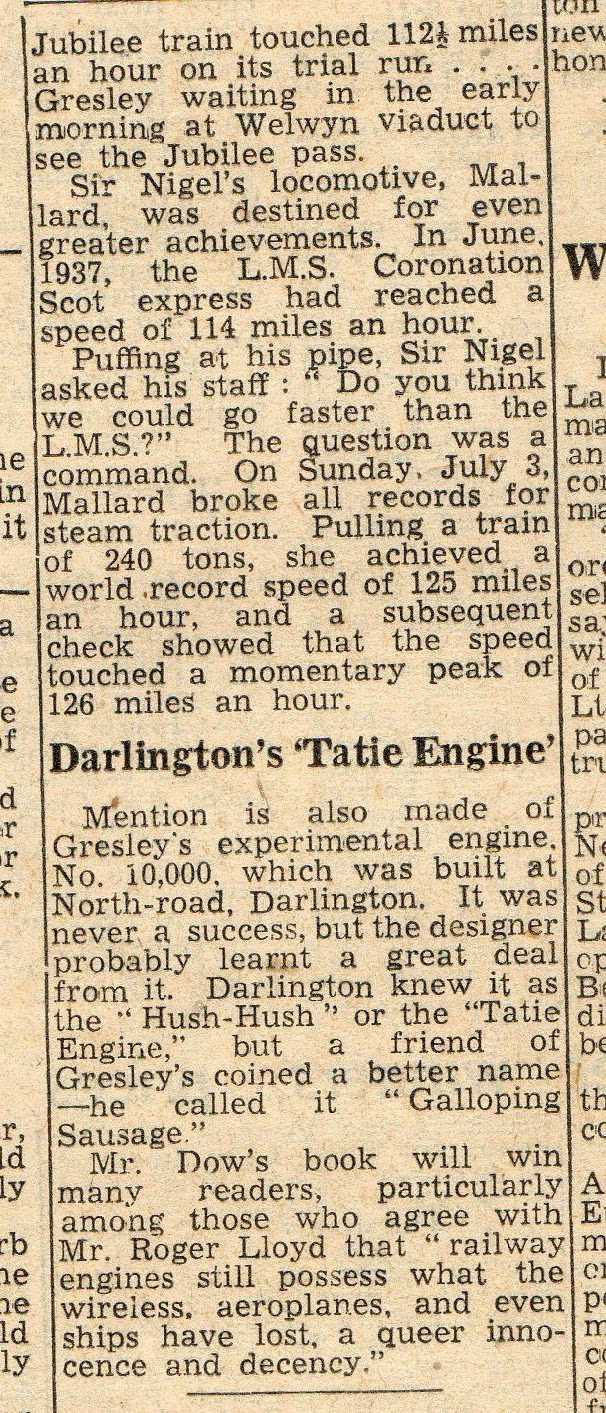 Jubilee train touched 112½ miles
an hour on its trial run . . . .
Gresley waiting in the early
morning at Welwyn viaduct to
see the Jubilee pass.
Sir Nigel's locomotive, Mal-
lard, was destined for even
greater achievements. In June,
1937, the L.M.S. Coronation
Scot express had reached a
speed of 114 miles an hour.
Puffing at his pipe, Sir Nigel
asked his staff : “ Do you think
we could go faster than the
L.M.S.?” The question was a
command. On Sunday, July 3,
Mallard broke all records for
steam traction. Pulling a train
of 240 tons, she achieved a
world record speed of 125 miles
an hour, and a subsequent
check showed that the speed
touched a momentary peak of
126 miles an hour.
Darlington's ‘Tatie Engine’
Mention is also made of
Gresley's experimental engine,
No. 10,000, which was built at
North-road, Darlington. It was
never a success, but the designer
probably learnt a great deal
from it. Darlington knew it as
the “ Hush-Hush ” or the “Tatie
Engine,” but a friend of
Gresley's coined a better name
—he called it “ Galloping
Sausage.”
Mr. Dow's book will win
many readers, particularly
among those who agree with
Mr. Roger Lloyd that “ railway
engines still possess what the
wireless, aeroplanes, and even
ships have lost, a queer inno-
cence and decency.”